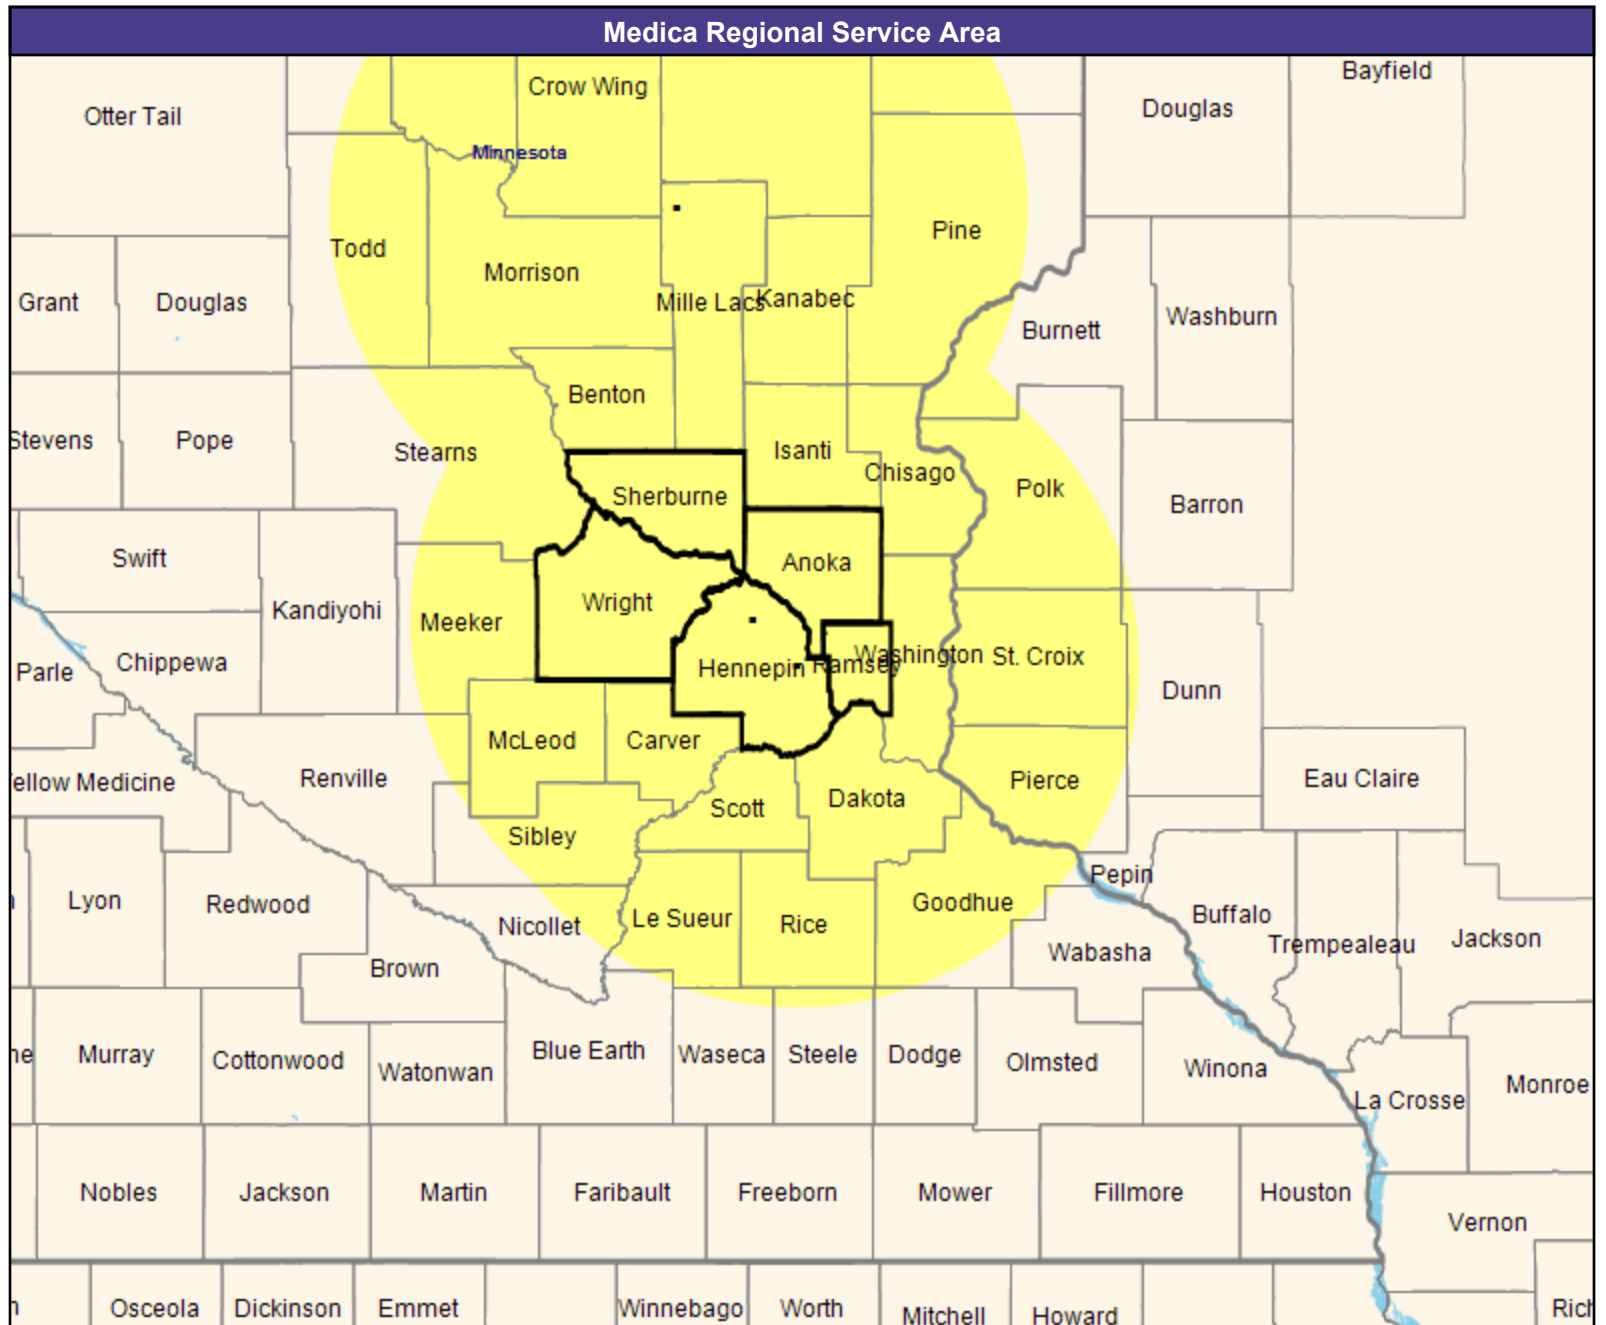 Medica Regional Service Area
Bayfield
Crow Wing
Douglas
Otter Tail
Minnesota
Pine
Todd
Morrison
Grant
Douglas
Mille Lacs
Kanabec
Washburn
Burnett
Benton
Stevens
Pope
Stearns
Isanti
Chisago
Polk
Sherburne
Barron
Swift
Anoka
Wright
Kandiyohi
Meeker
Parle
Chippewa
Hennepin
Ramsey
Washington
St. Croix
Dunn
McLeod
Carver
ellow Medicine
Renville
Pierce
Eau Claire
Scott
Dakota
Sibley
Pepin
Lyon
Redwood
Goodhue
Nicollet
Le Sueur
Rice
Buffalo
Trempealeau
Jackson
Wabasha
Brown
ne
Murray
Cottonwood
Watonwan
Blue Earth
Waseca
Steele
Dodge
Olmsted
Winona
La Crosse
Monroe
Nobles
Jackson
Martin
Faribault
Freeborn
Mower
Fillmore
Houston
Vernon
Osceola
Dickinson
Emmet
Winnebago
Worth
Mitchell
Howard
Rich